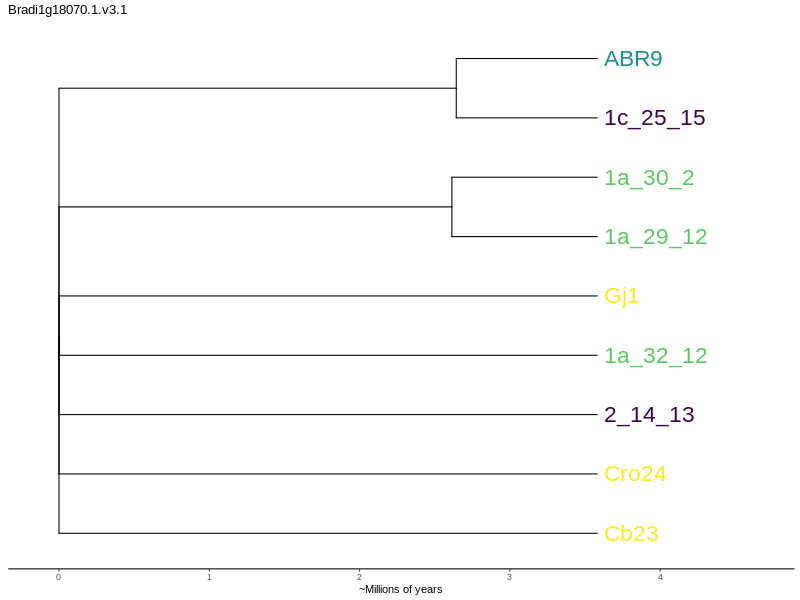 Bradi1g18070.1.v3.1
ABR9
1c_25_15
1a_30_2
1a_29_12
Gj1
1a_32_12
2_14_13
Cro24
Cb23
0 1 2 3 4
~Millions of years